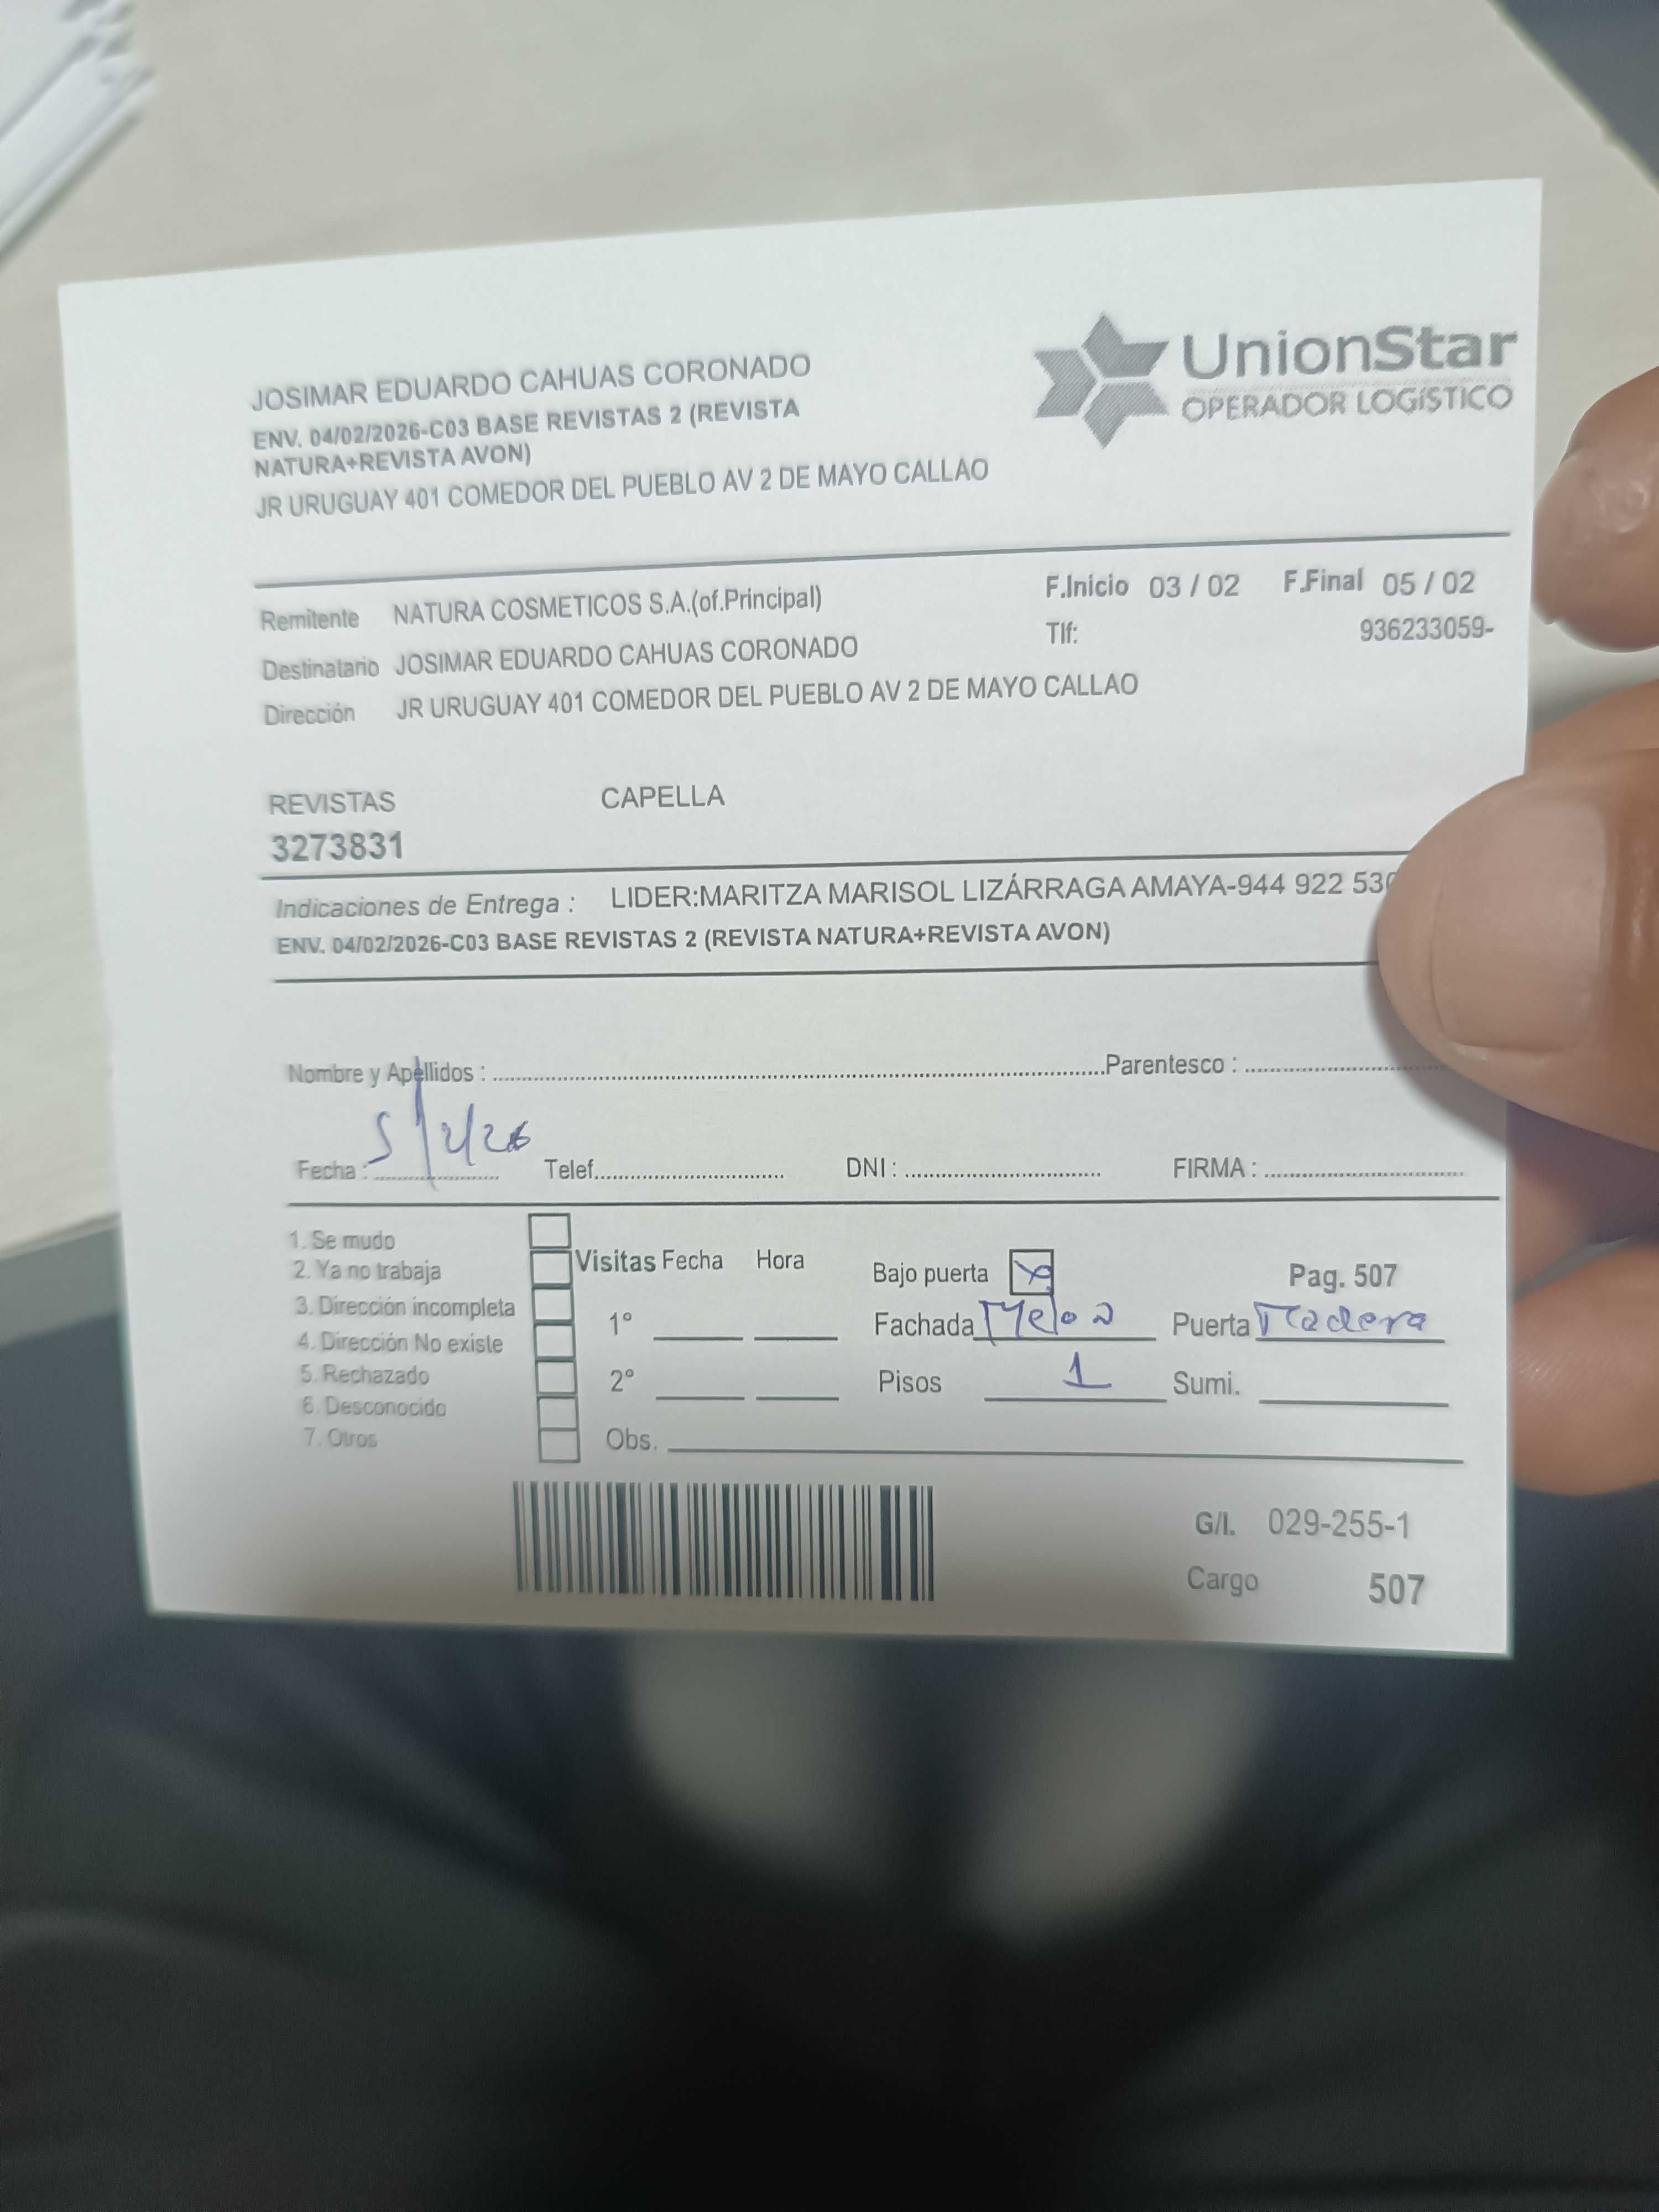 JOSIMAR EDUARDO CAHUAS CORONADO
ENV. 04/02/2026-C03 BASE REVISTAS 2 (REVISTA
NATURA+REVISTA AVON)
JR URUGUAY 401 COMEDOR DEL PUEBLO AV 2 DE MAYO CALLAO
UnionStar
OPERADOR LOGíSTICO
Remitente NATURA COSMETICOS S.A.(of.Principal) F.Inicio 03 / 02 F.Final 05 / 02
Tlf: 936233059-
Destinatario JOSIMAR EDUARDO CAHUAS CORONADO
Dirección JR URUGUAY 401 COMEDOR DEL PUEBLO AV 2 DE MAYO CALLAO
REVISTAS CAPELLA
3273831
Indicaciones de Entrega : LIDER:MARITZA MARISOL LIZÁRRAGA AMAYA-944 922 53
ENV. 04/02/2026-C03 BASE REVISTAS 2 (REVISTA NATURA+REVISTA AVON)
Nombre y Apellidos : Parentesco :
Fecha : 5/2/26 Telef. DNI : FIRMA :
1. Se mudo
2. Ya no trabaja
3. Dirección incompleta
4. Dirección No existe
5. Rechazado
6. Desconocido
7. Otros
Visitas Fecha Hora
1°
2°
Obs.
Bajo puerta x Pag. 507
Fachada Melon Puerta Madera
Pisos 1 Sumi.
G/I. 029-255-1
Cargo 507